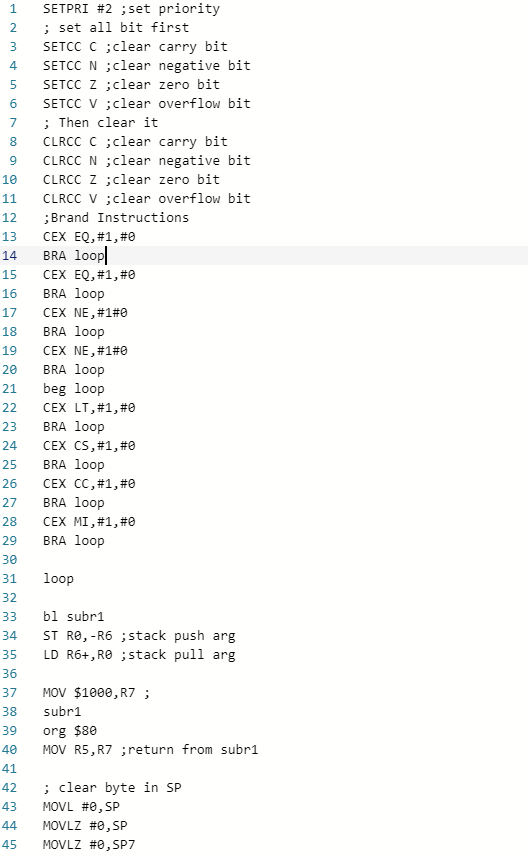 1 SETPRI #2 ;set priority
2 ; set all bit first
3 SETCC C ;clear carry bit
4 SETCC N ;clear negative bit
5 SETCC Z ;clear zero bit
6 SETCC V ;clear overflow bit
7 ; Then clear it
8 CLRCC C ;clear carry bit
9 CLRCC N ;clear negative bit
10 CLRCC Z ;clear zero bit
11 CLRCC V ;clear overflow bit
12 ;Brand Instructions
13 CEX EQ,#1,#0
14 BRA loop
15 CEX EQ,#1,#0
16 BRA loop
17 CEX NE,#1#0
18 BRA loop
19 CEX NE,#1#0
20 BRA loop
21 beg loop
22 CEX LT,#1,#0
23 BRA loop
24 CEX CS,#1,#0
25 BRA loop
26 CEX CC,#1,#0
27 BRA loop
28 CEX MI,#1,#0
29 BRA loop
30
31 loop
32
33 bl subr1
34 ST R0,-R6 ;stack push arg
35 LD R6+,R0 ;stack pull arg
36
37 MOV $1000,R7 ;
38 subr1
39 org $80
40 MOV R5,R7 ;return from subr1
41
42 ; clear byte in SP
43 MOVL #0,SP
44 MOVLZ #0,SP
45 MOVLZ #0,SP7